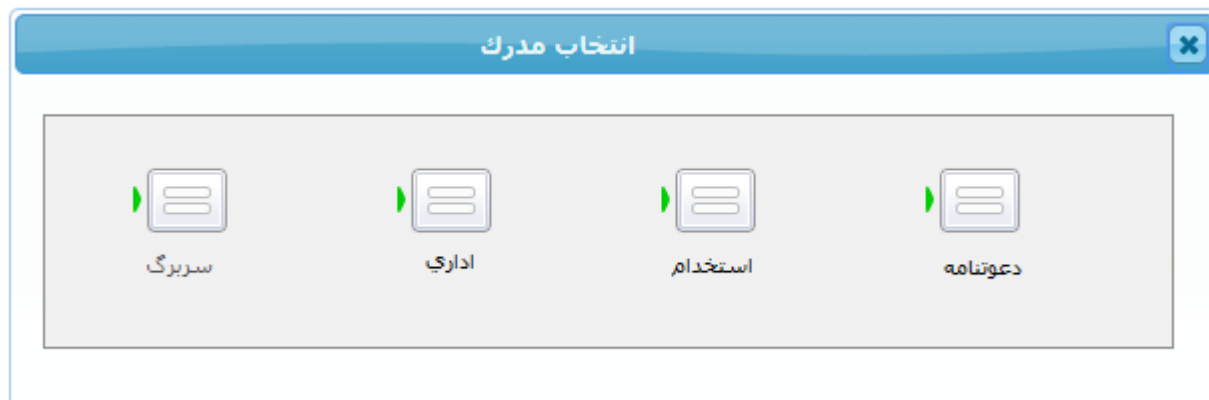 انتخاب مدرك
دعوتنامه
استخدام
اداري
سربرگ